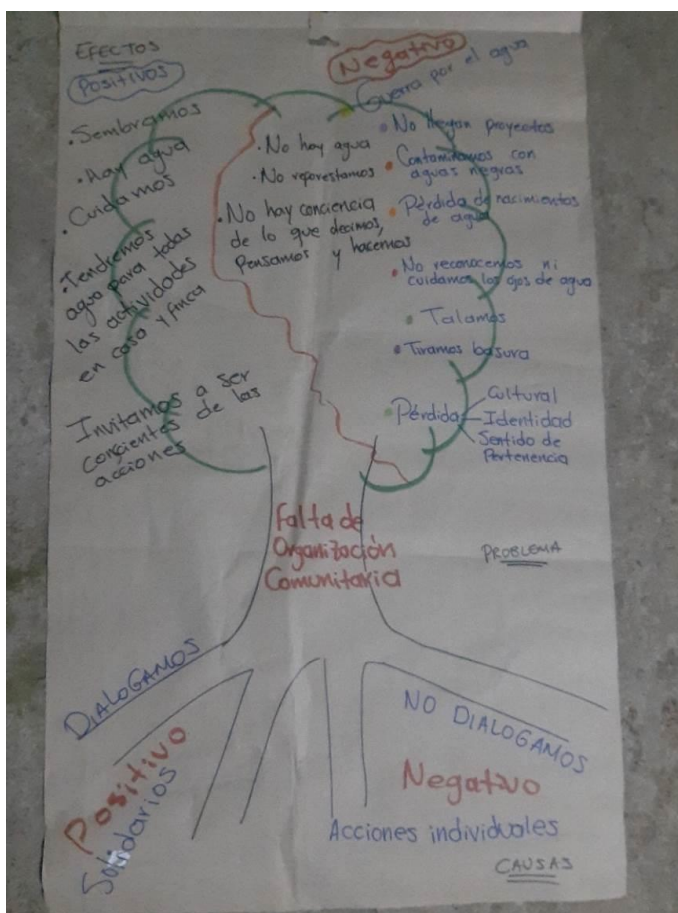 EFECTOS
POSITIVOS
• Sembramos
• Hay agua
• Cuidamos
• Tendremos
agua para todas
las actividades
en casa y finca
Invitamos a ser
conscientes de las
acciones
Negativo
Guerra por el agua
• No hay agua
• No reforestamos
• No hay conciencia
de lo que decimos,
Pensamos y hacemos
• No llegan proyectos
• Contaminamos con
aguas negras
• Pérdida de nacimientos
de agua
• No reconocemos ni
cuidamos los ojos de agua
• Talamos
• Tiramos basura
• Pérdida
Cultural
Identidad
Sentido de
Pertenencia
Falta de
Organización
Comunitaria
PROBLEMA
DIALOGAMOS
Positivo
Solidarios
NO DIALOGAMOS
Negativo
Acciones individuales
CAUSAS